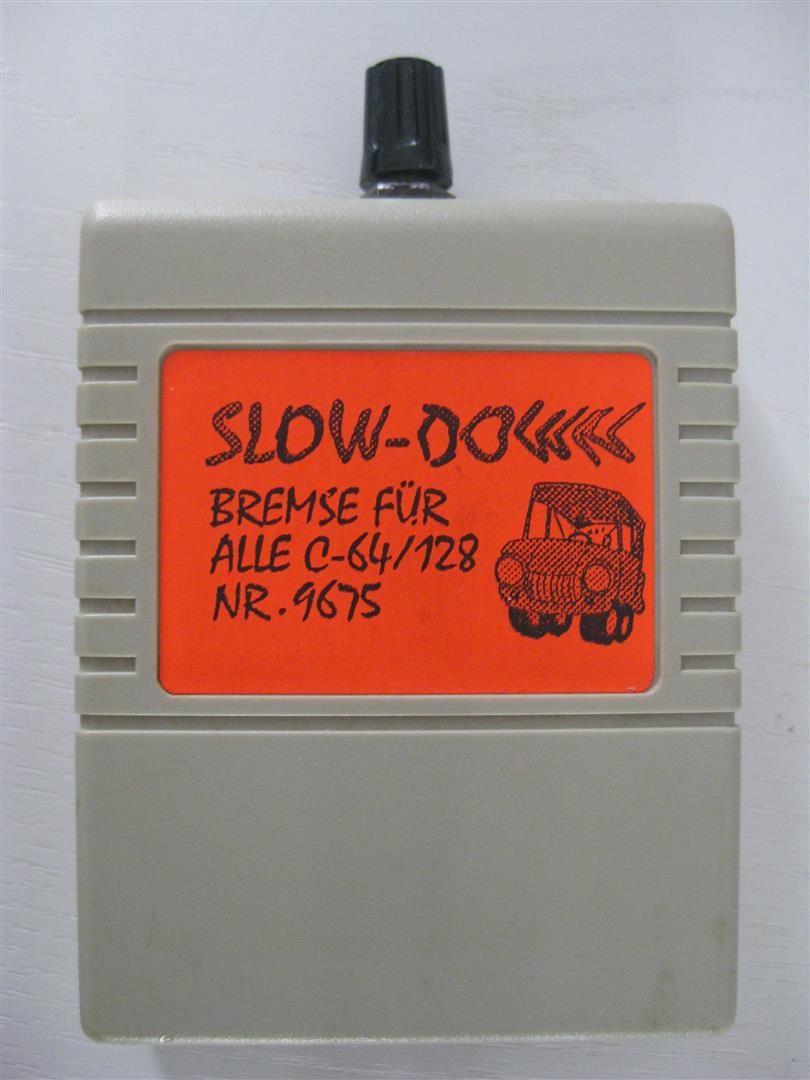 SLOW-DO<<<
BREMSE FÜR
ALLE C-64/128
NR. 9675